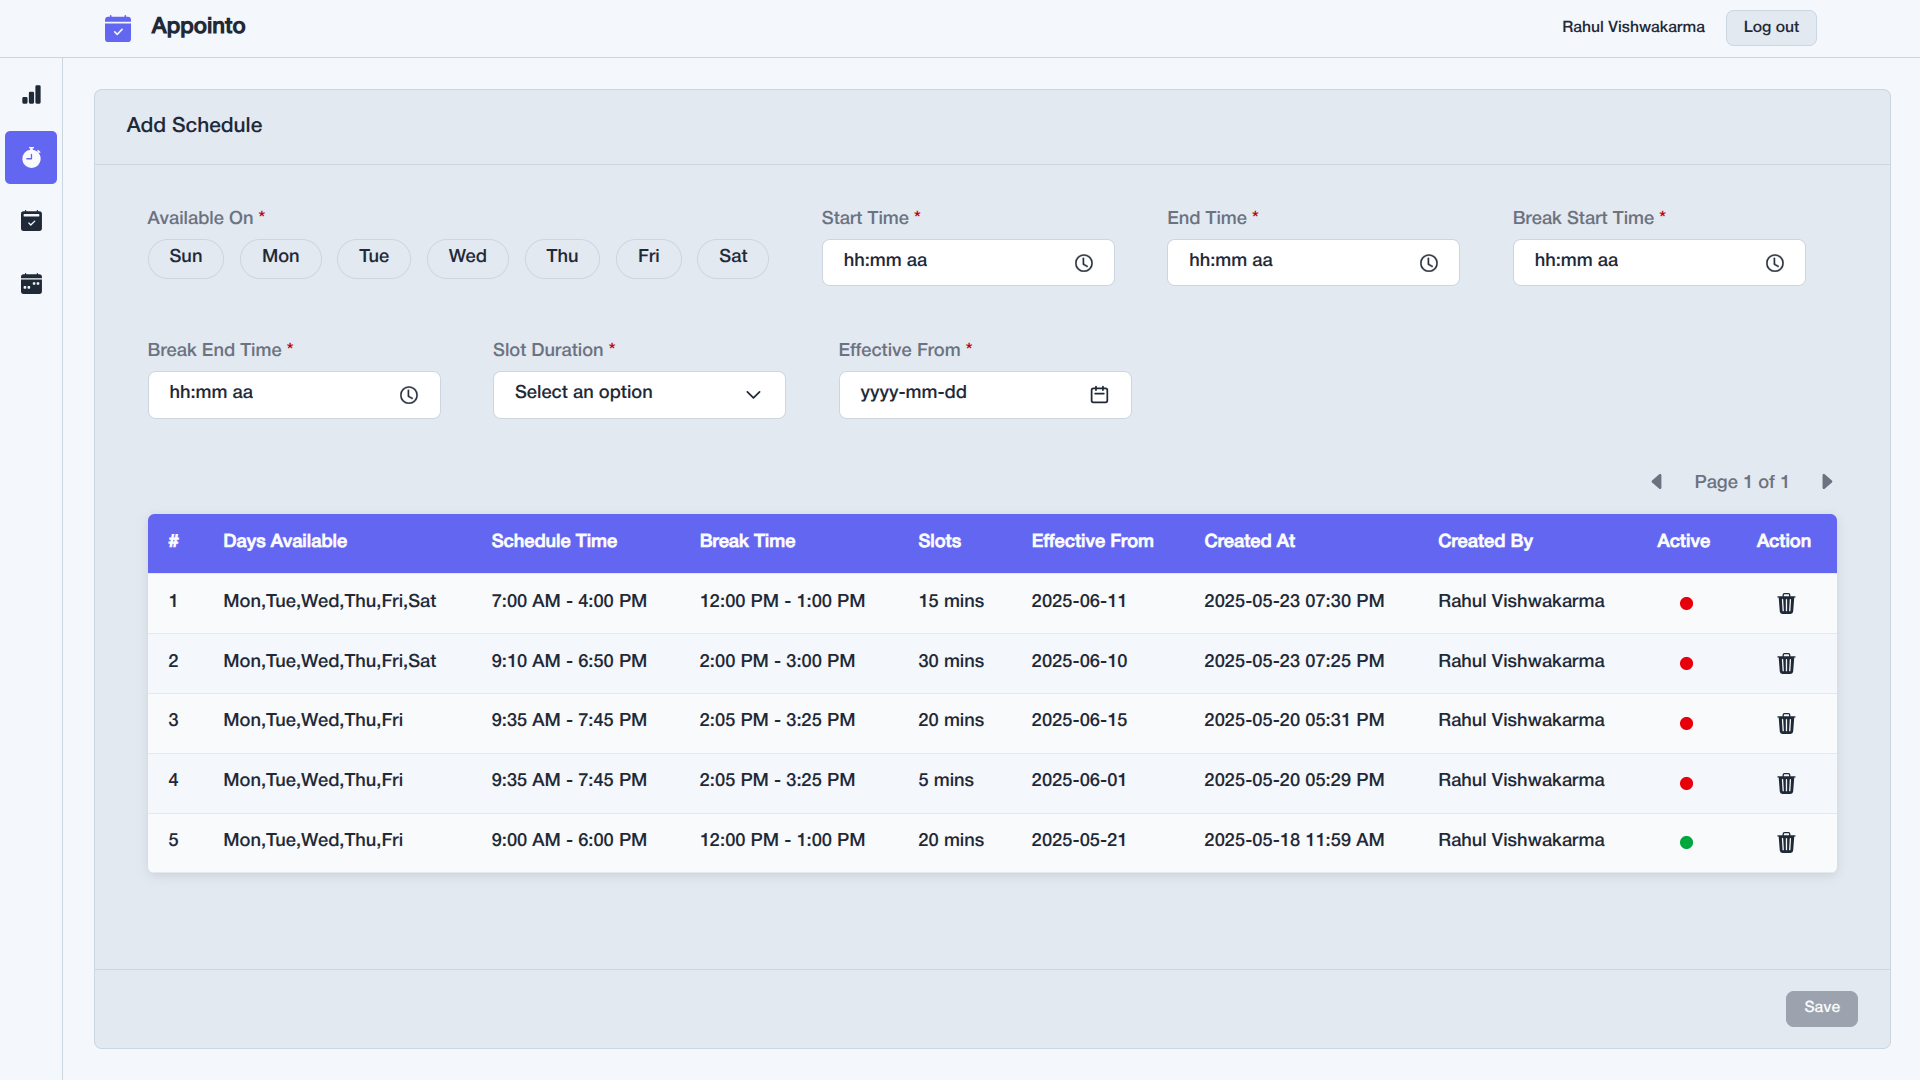 Appointo
Rahul Vishwakarma
Log out
Add Schedule
Available On *
Sun Mon Tue Wed Thu Fri Sat
Start Time *
hh:mm aa
End Time *
hh:mm aa
Break Start Time *
hh:mm aa
Break End Time *
hh:mm aa
Slot Duration *
Select an option
Effective From *
yyyy-mm-dd
Page 1 of 1
# Days Available Schedule Time Break Time Slots Effective From Created At Created By Active Action
1 Mon,Tue,Wed,Thu,Fri,Sat 7:00 AM - 4:00 PM 12:00 PM - 1:00 PM 15 mins 2025-06-11 2025-05-23 07:30 PM Rahul Vishwakarma
2 Mon,Tue,Wed,Thu,Fri,Sat 9:10 AM - 6:50 PM 2:00 PM - 3:00 PM 30 mins 2025-06-10 2025-05-23 07:25 PM Rahul Vishwakarma
3 Mon,Tue,Wed,Thu,Fri 9:35 AM - 7:45 PM 2:05 PM - 3:25 PM 20 mins 2025-06-15 2025-05-20 05:31 PM Rahul Vishwakarma
4 Mon,Tue,Wed,Thu,Fri 9:35 AM - 7:45 PM 2:05 PM - 3:25 PM 5 mins 2025-06-01 2025-05-20 05:29 PM Rahul Vishwakarma
5 Mon,Tue,Wed,Thu,Fri 9:00 AM - 6:00 PM 12:00 PM - 1:00 PM 20 mins 2025-05-21 2025-05-18 11:59 AM Rahul Vishwakarma
Save